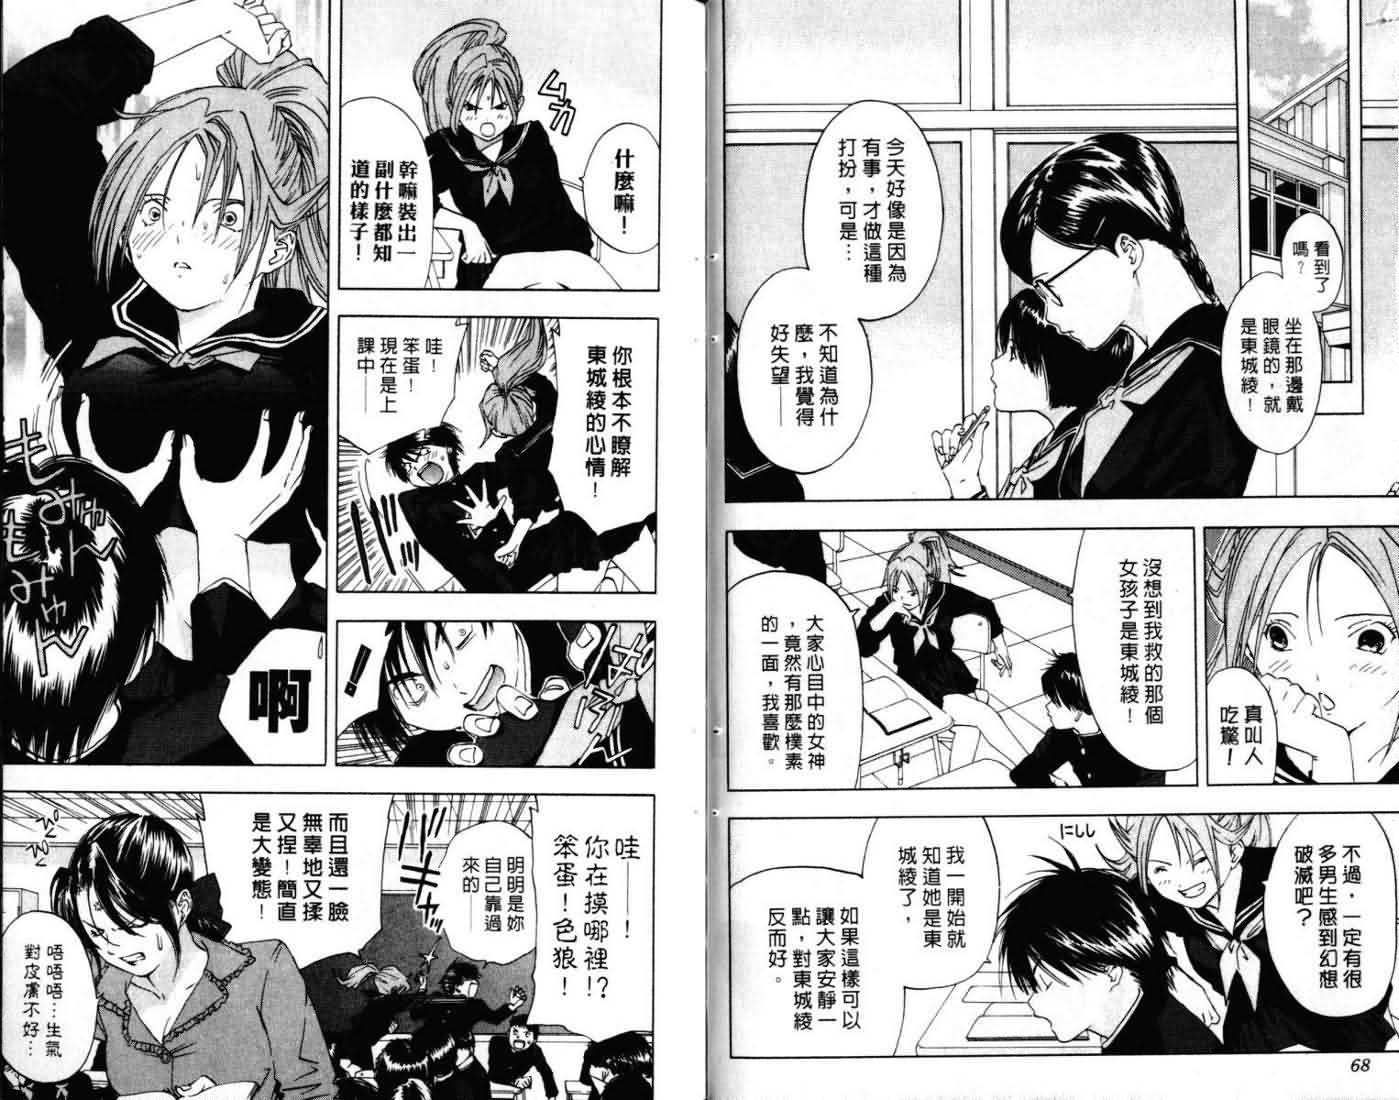 看到了
嗎？
坐在那邊戴
眼鏡的，就
是東城綾！
今天好像是因為
有事，才做這種
打扮，可是…
不知道為什
麼，我覺得
好失望——
真叫人
吃驚！
沒想到我救的那個
女孩子是東城綾！
大家心目中的女神
，竟然有那麼樸素
的一面，我喜歡。
不過，一定有很
多男生感到幻想
破滅吧？
にしし
我一開始就
知道她是東
城綾了，
如果這樣可以
讓大家安靜一
點，對東城綾
反而好。
68
什麼嘛！
ムカ
幹嘛裝出一
副什麼都知
道的樣子！
你根本不瞭解
東城綾的心情！
哇！
笨蛋！
現在是上
課中——
啊
もみゅん
もみゅん
哇——！
你在摸哪裡！？
笨蛋！色狼！
明明是妳
自己靠過
來的——
而且還一臉
無辜地又揉
又捏！簡直
是大變態！
唔唔唔…生氣
對皮膚不好…